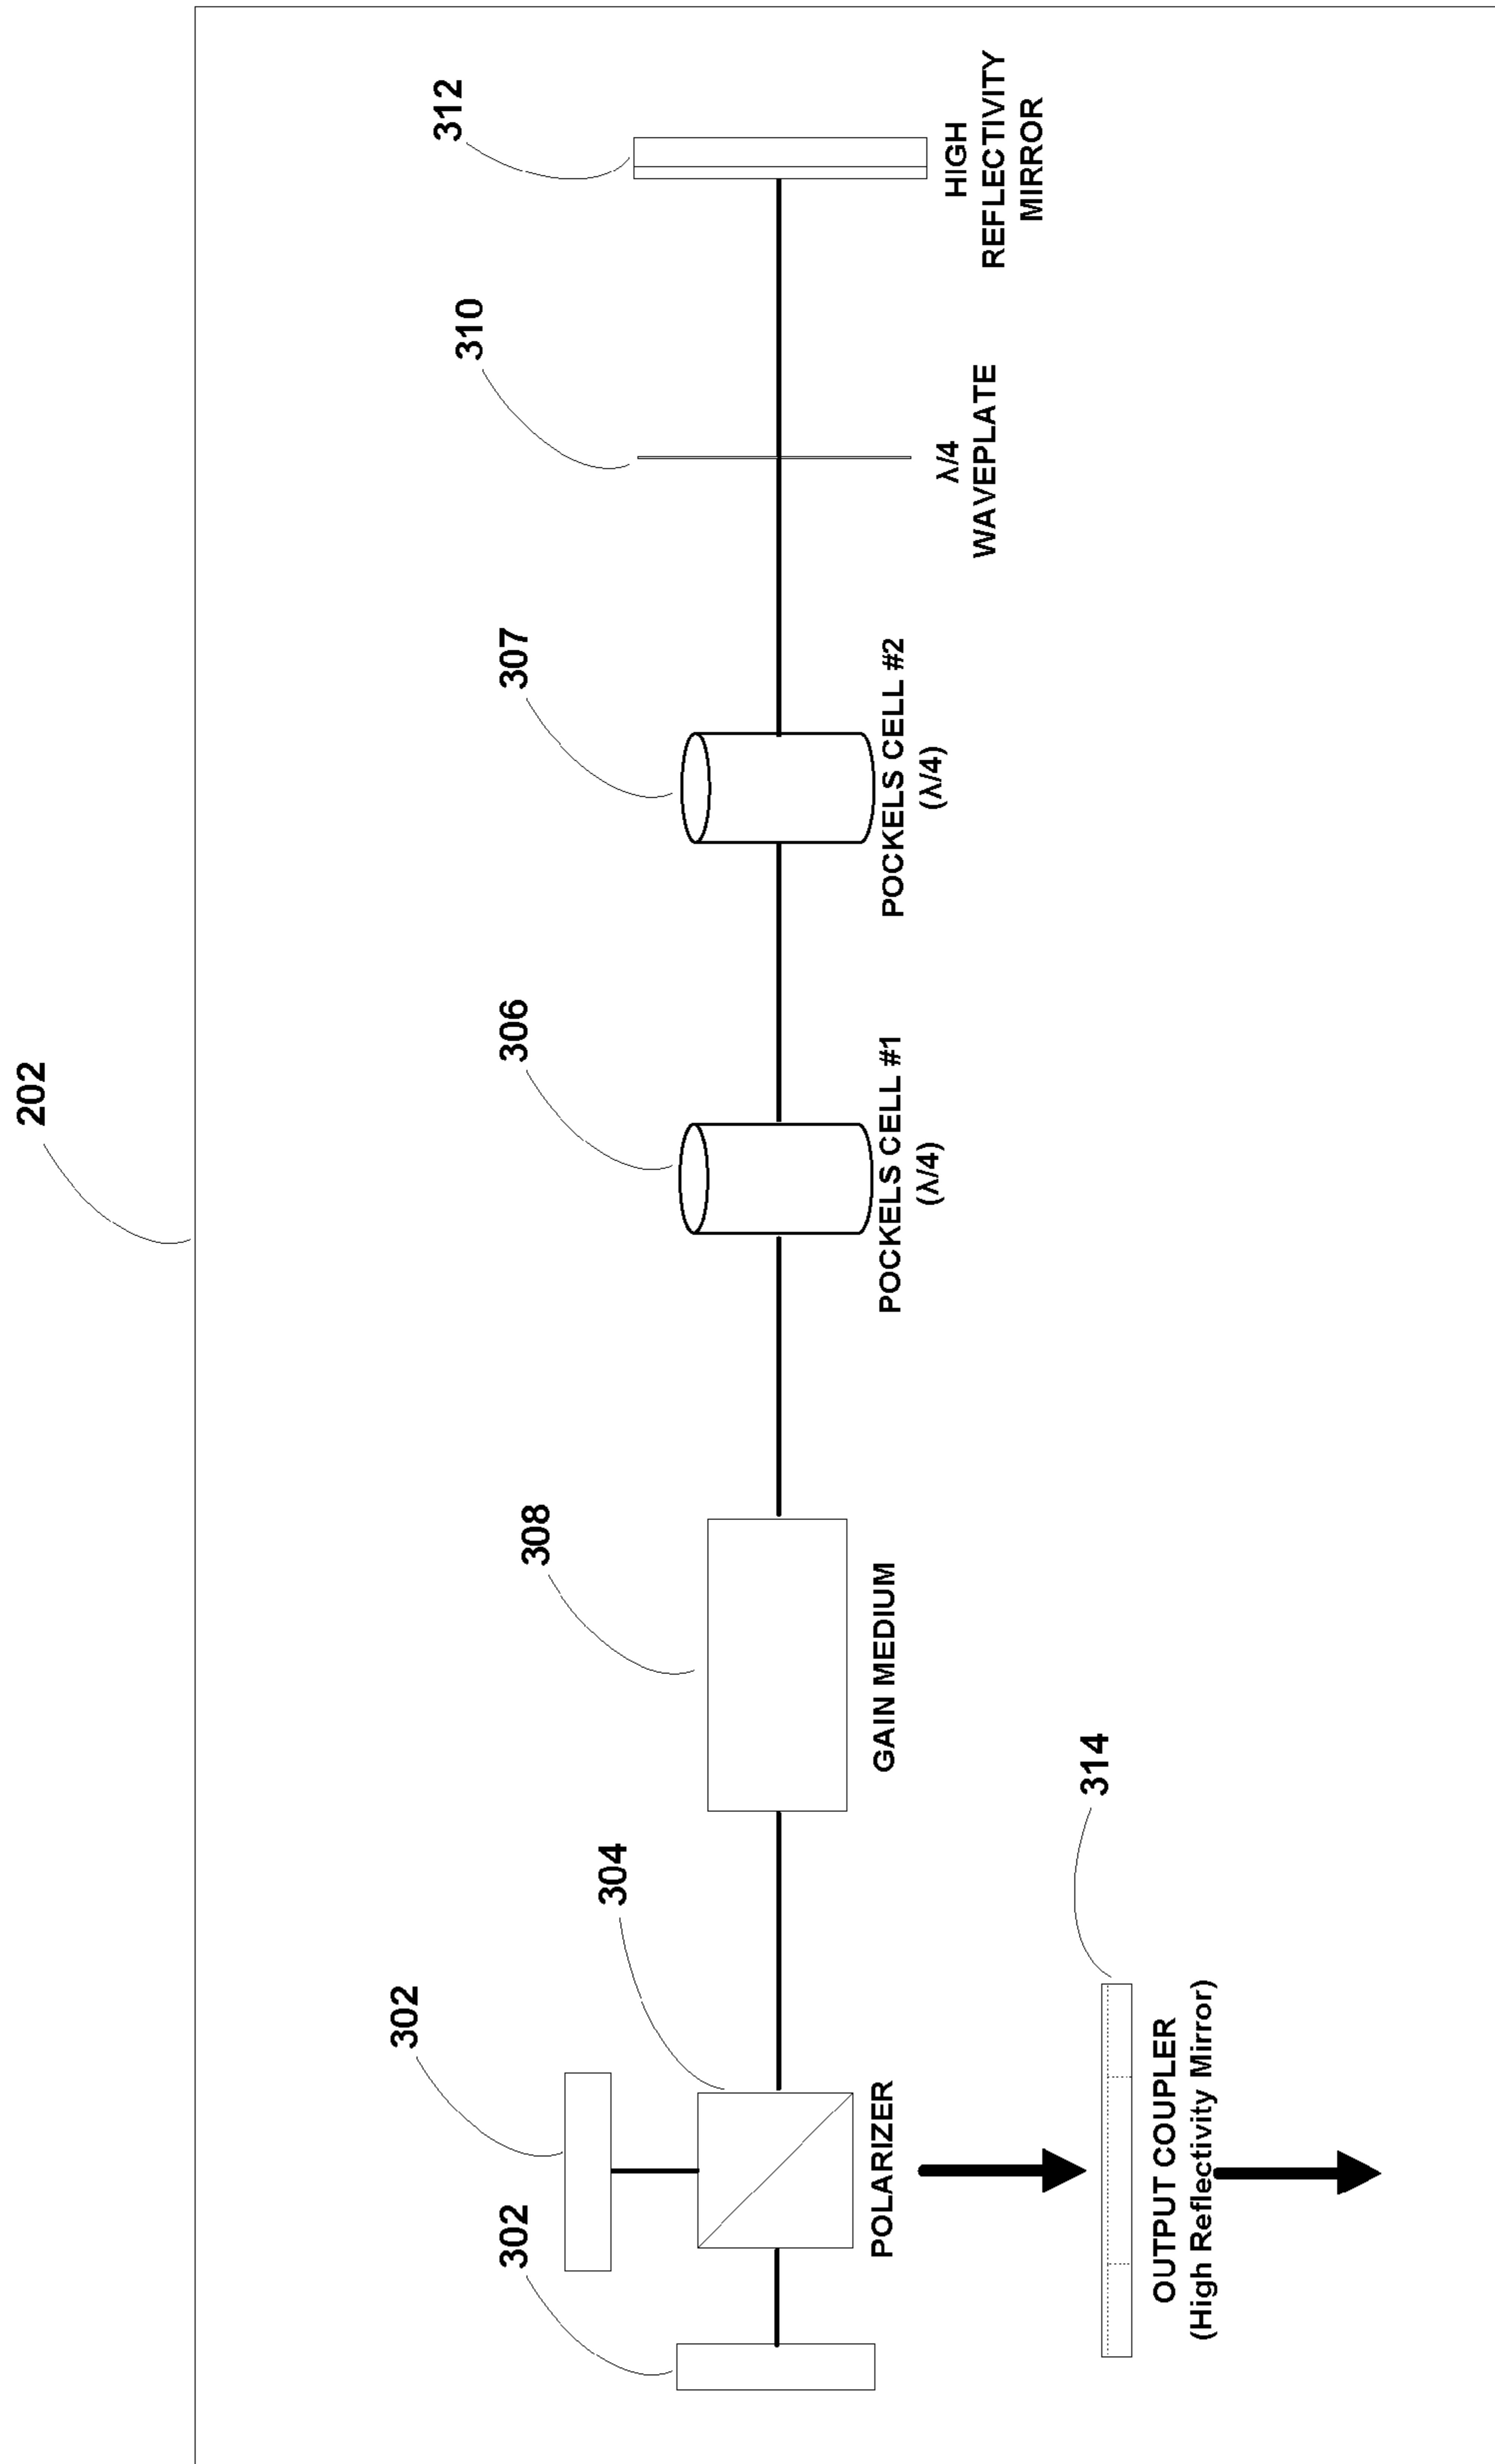 202
312
HIGH
REFLECTIVITY
MIRROR
310
λ/4
WAVEPLATE
307
POCKELS CELL #2
(λ/4)
306
POCKELS CELL #1
(λ/4)
308
GAIN MEDIUM
304
302
302
POLARIZER
314
OUTPUT COUPLER
(High Reflectivity Mirror)